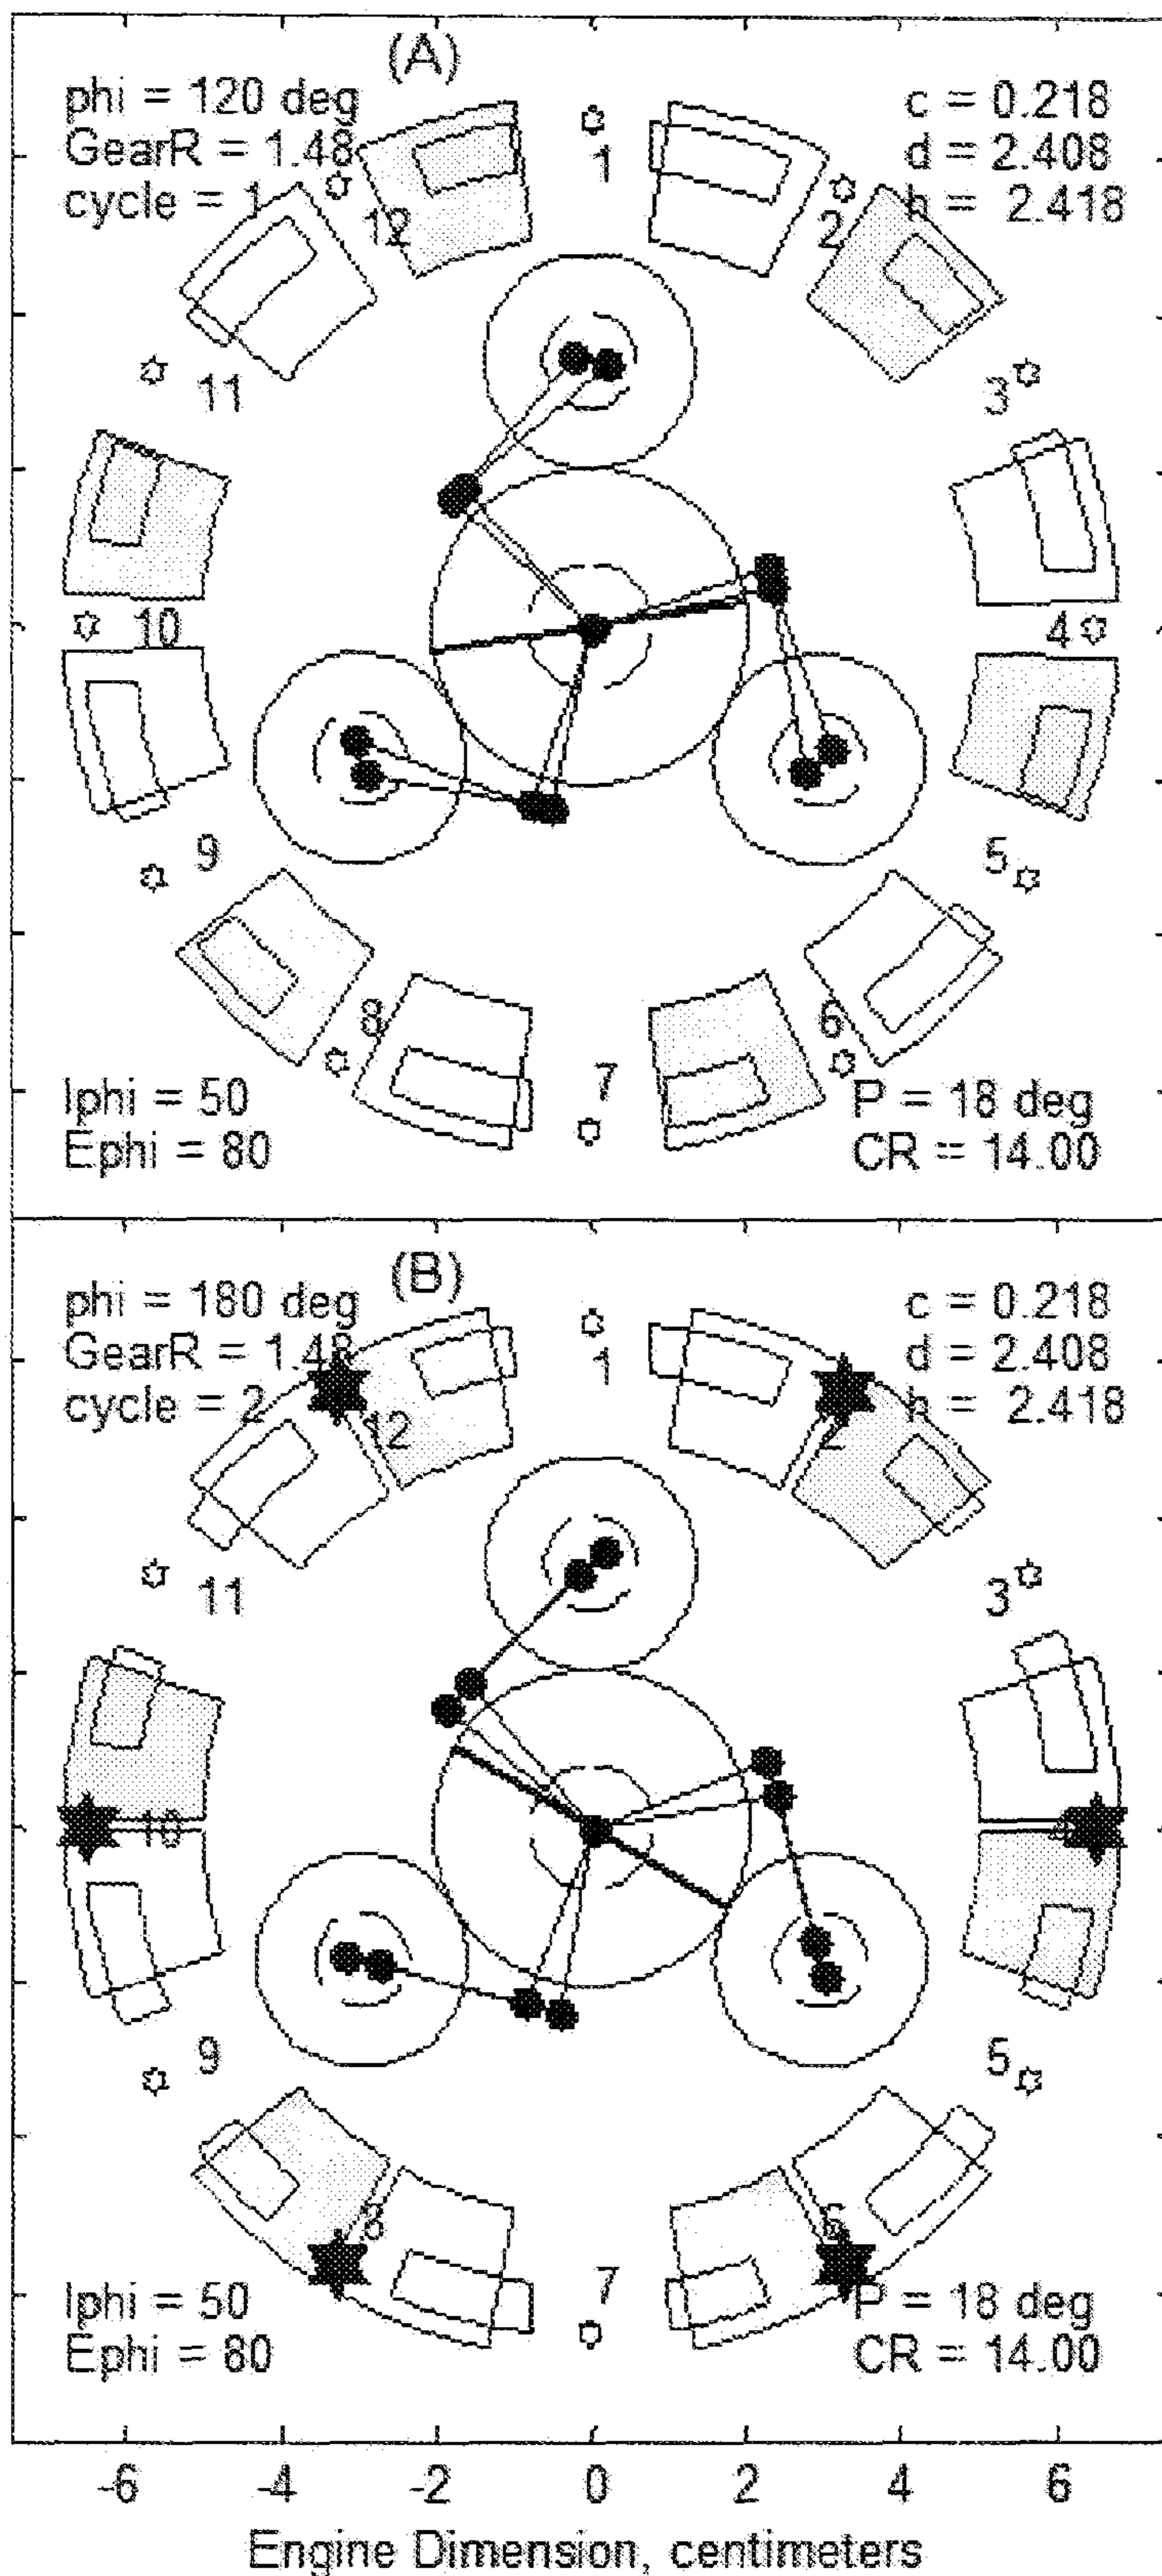 (A)
phi = 120 deg
c = 0.218
GearR = 1.48
d = 2.408
cycle = 1
h = 2.418
1
2
12
3
11
4
10
5
9
6
8
7
Iphi = 50
P = 18 deg
Ephi = 80
CR = 14.00
(B)
phi = 180 deg
c = 0.218
GearR = 1.48
d = 2.408
cycle = 2
h = 2.418
1
2
12
3
11
4
10
5
9
6
8
7
Iphi = 50
P = 18 deg
Ephi = 80
CR = 14.00
-6 -4 -2 0 2 4 6
Engine Dimension, centimeters